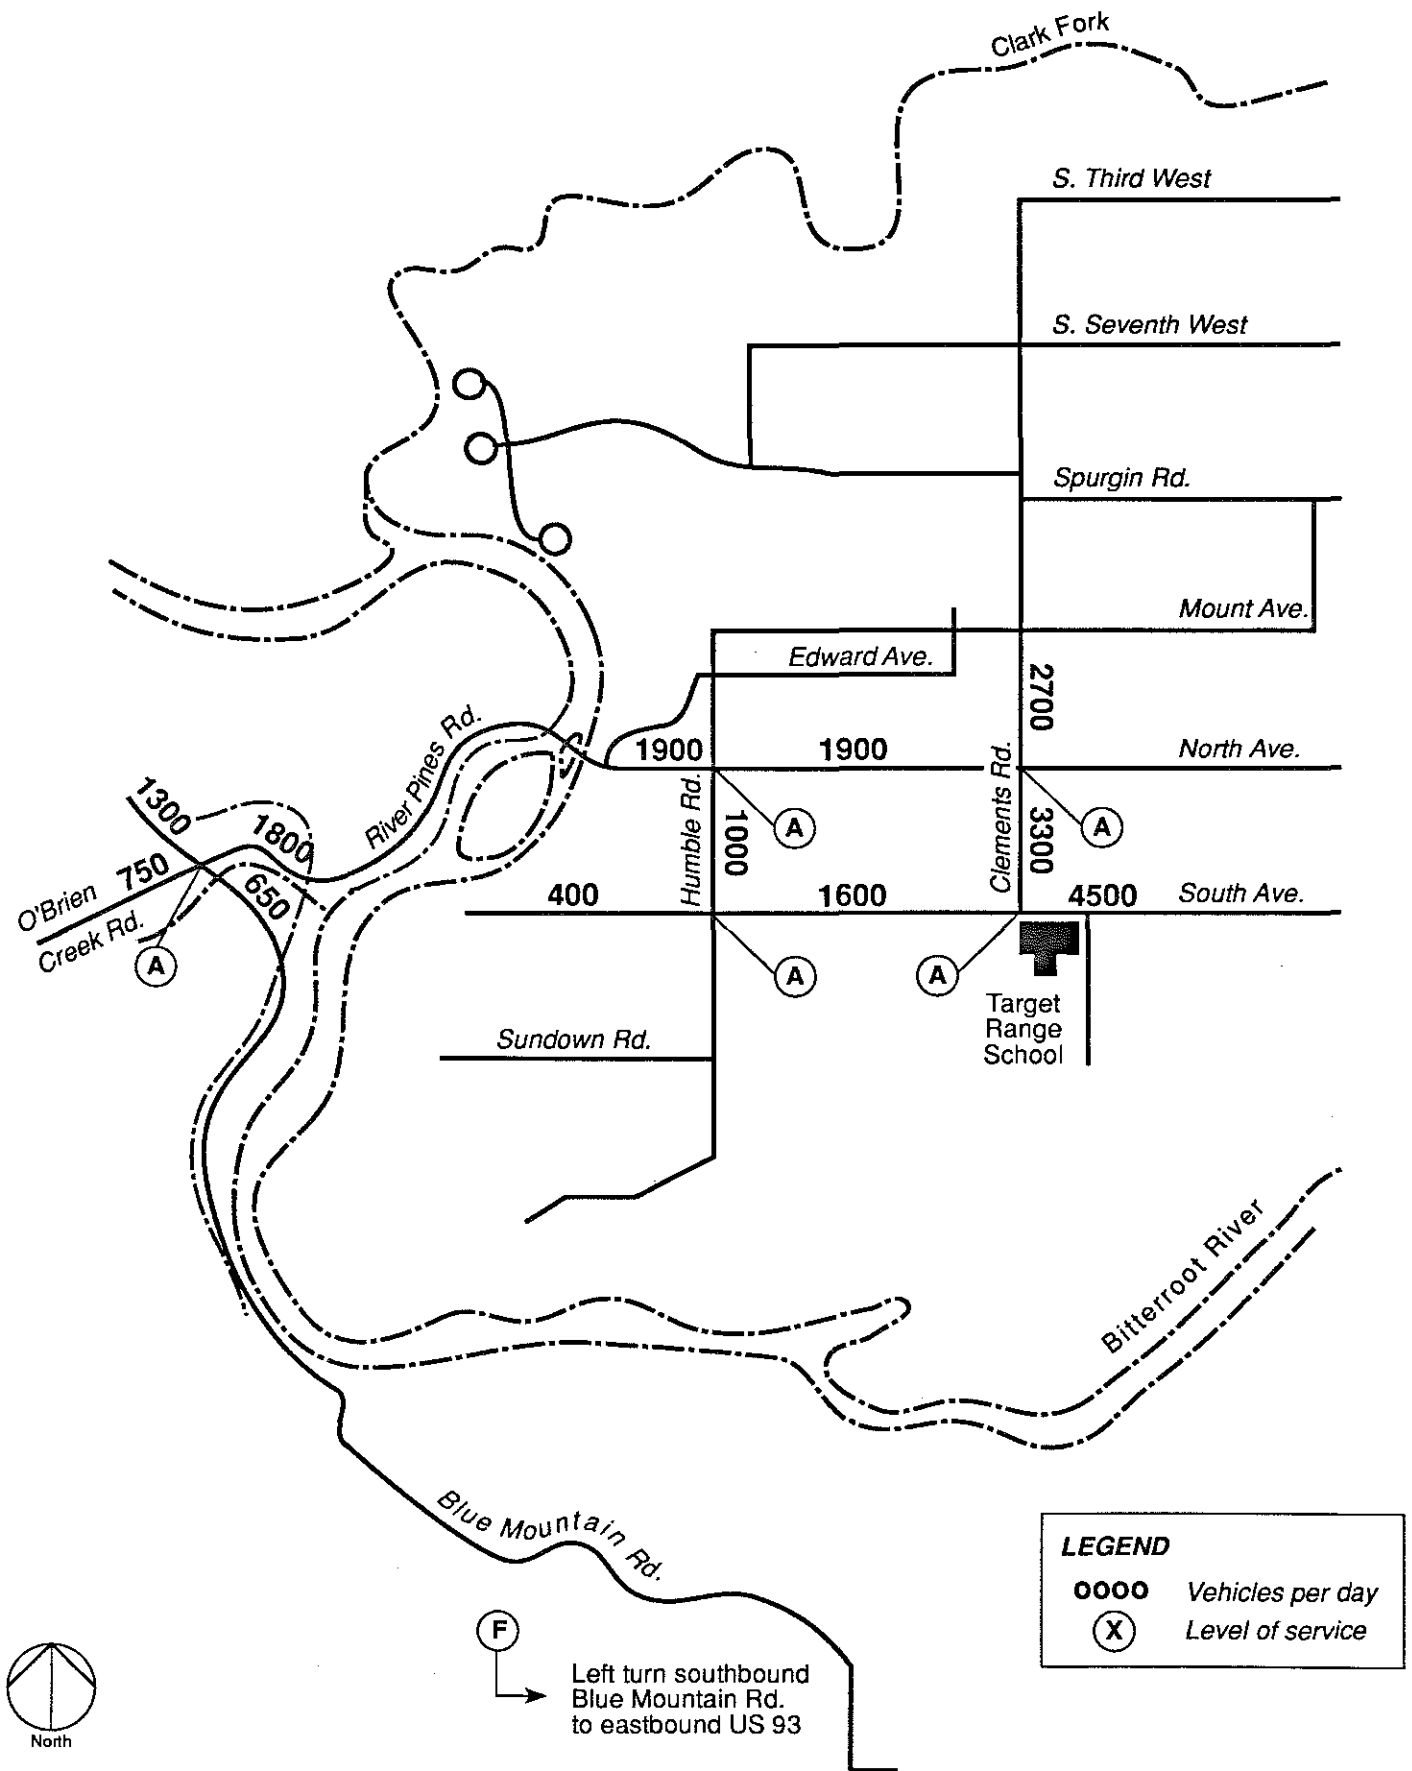 Clark Fork
S. Third West
S. Seventh West
Spurgin Rd.
Mount Ave.
Edward Ave.
2700
River Pines Rd.
1900
1900
North Ave.
Clements Rd.
Humble Rd.
1300
1800
1000
A
3300
A
O'Brien
Creek Rd.
750
650
400
1600
4500
South Ave.
A
A
A
Target
Range
School
Sundown Rd.
Bitterroot River
Blue Mountain Rd.
F
Left turn southbound
Blue Mountain Rd.
to eastbound US 93
LEGEND
0000 Vehicles per day
X Level of service
North